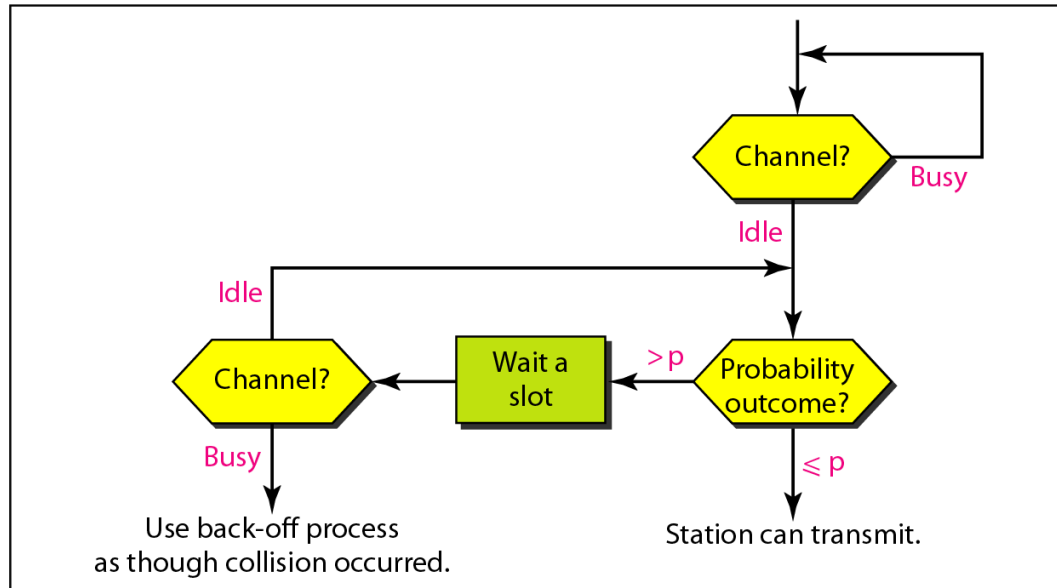 Channel?
Busy
Idle
Idle
Channel?
Wait a
slot
> p
Probability
outcome?
Busy
⩽ p
Use back-off process
as though collision occurred.
Station can transmit.